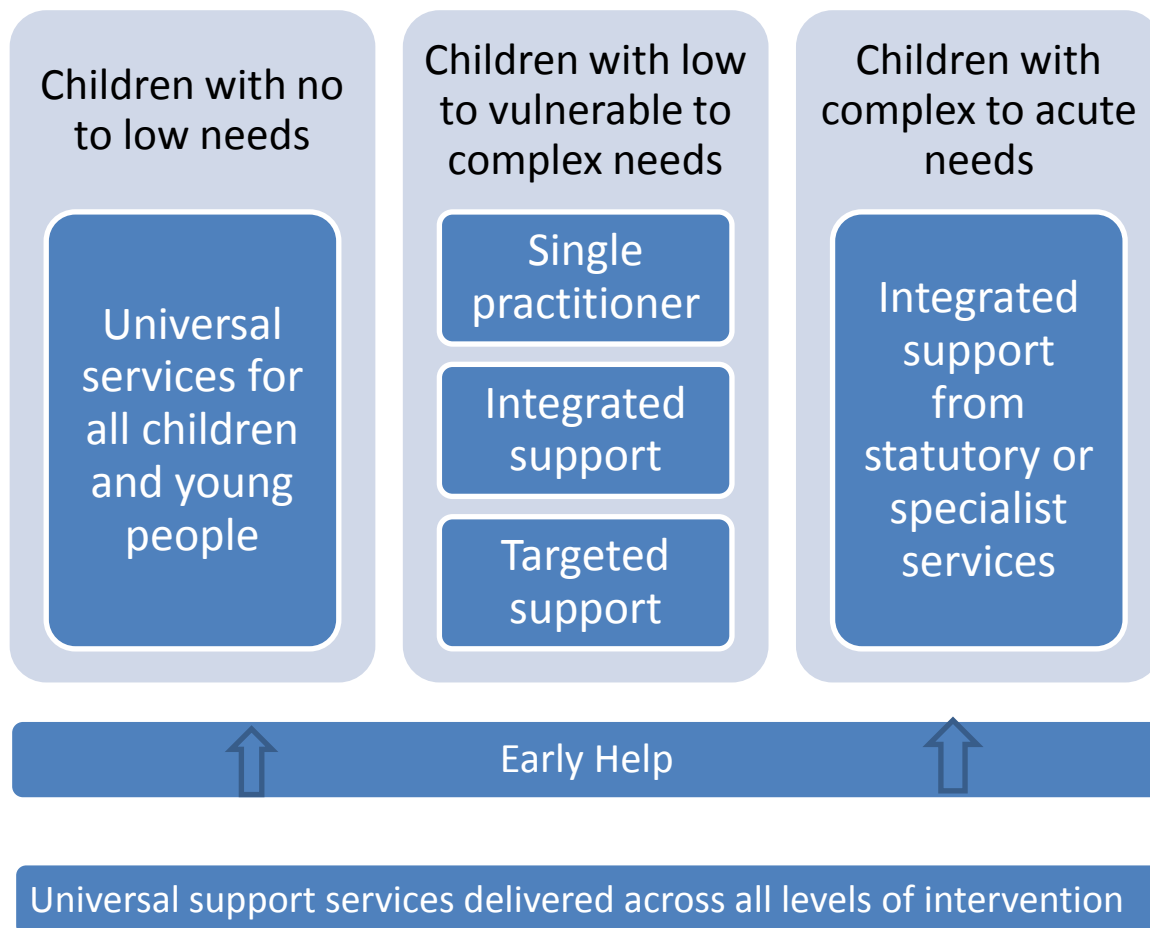 Children with no
to low needs
Universal
services for
all children
and young
people
Children with low
to vulnerable to
complex needs
Single
practitioner
Integrated
support
Targeted
support
Children with
complex to acute
needs
Integrated
support
from
statutory or
specialist
services
Early Help
Universal support services delivered across all levels of intervention